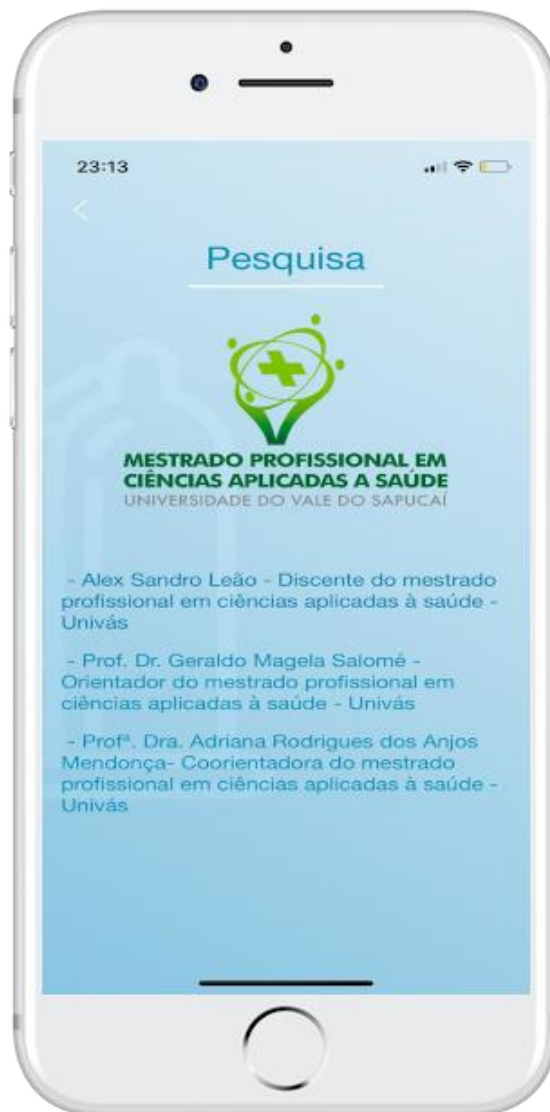 23:13
Pesquisa
MESTRADO PROFISSIONAL EM
CIÊNCIAS APLICADAS A SAÚDE
UNIVERSIDADE DO VALE DO SAPUCAÍ
- Alex Sandro Leão - Discente do mestrado
profissional em ciências aplicadas à saúde -
Univás
- Prof. Dr. Geraldo Magela Salomé -
Orientador do mestrado profissional em
ciências aplicadas à saúde - Univás
- Profª. Dra. Adriana Rodrigues dos Anjos
Mendonça- Coorientadora do mestrado
profissional em ciências aplicadas à saúde -
Univás